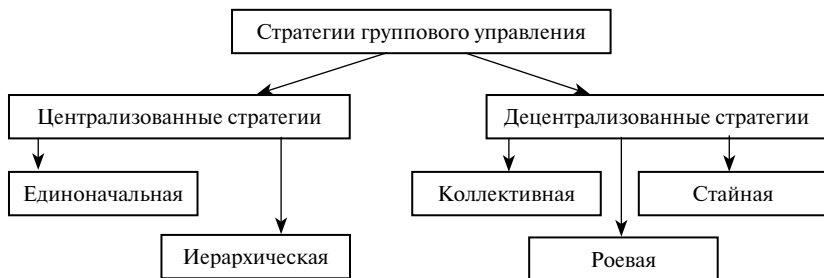 Стратегии группового управления
Централизованные стратегии
Децентрализованные стратегии
Единоначальная
Коллективная
Стайная
Иерархическая
Роевая